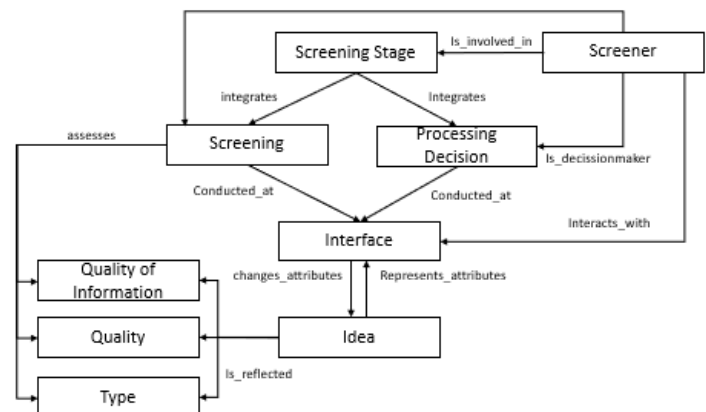 Is_involved_in
Screening Stage
Screener
integrates
Integrates
assesses
Screening
Processing
Decision
Is_decissionmaker
Conducted_at
Conducted_at
Interacts_with
Interface
Quality of
Information
changes_attributes
Represents_attributes
Quality
Idea
Is_reflected
Type